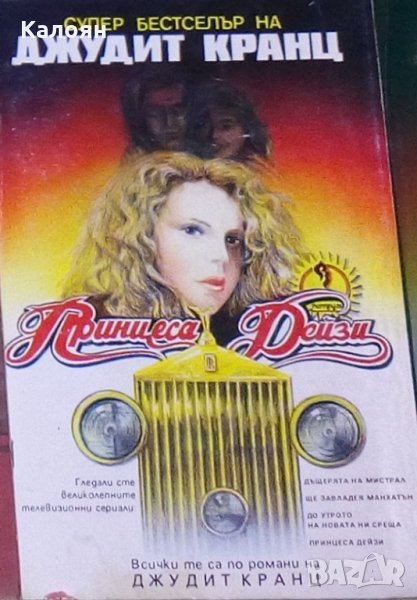 Калоян
СУПЕР БЕСТСЕЛЪР НА
ДЖУДИТ КРАНЦ
Принцеса Дейзи
Гледали сте
великолепните
телевизионни сериали:
ДЪЩЕРЯТА НА МИСТРАЛ
ЩЕ ЗАВЛАДЕЯ МАНХАТЪН
ДО УТРОТО
НА НОВАТА НИ СРЕЩА
ПРИНЦЕСА ДЕЙЗИ
Всички те са по романи на
ДЖУДИТ КРАНЦ
BAZAR